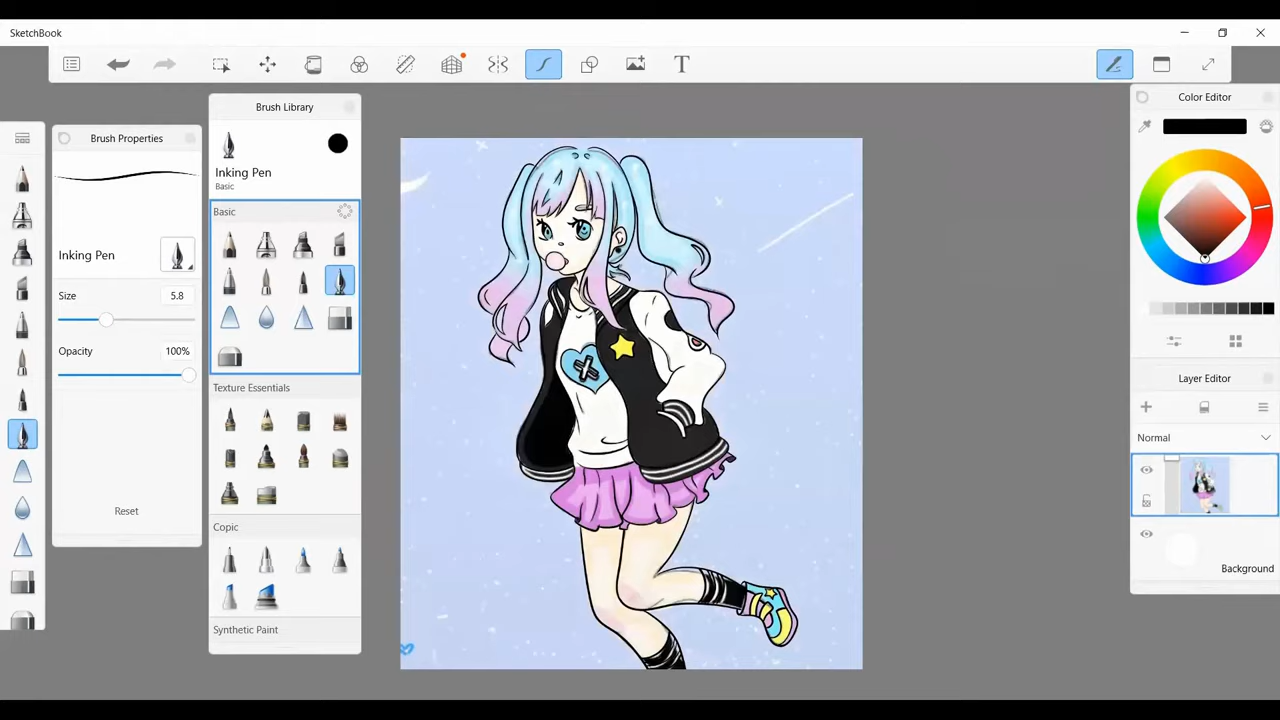 SketchBook
T
Brush Library
Color Editor
Brush Properties
Inking Pen
Basic
Basic
Inking Pen
Size
5.8
Opacity
100%
Reset
Texture Essentials
Copic
Synthetic Paint
Layer Editor
Normal
Background